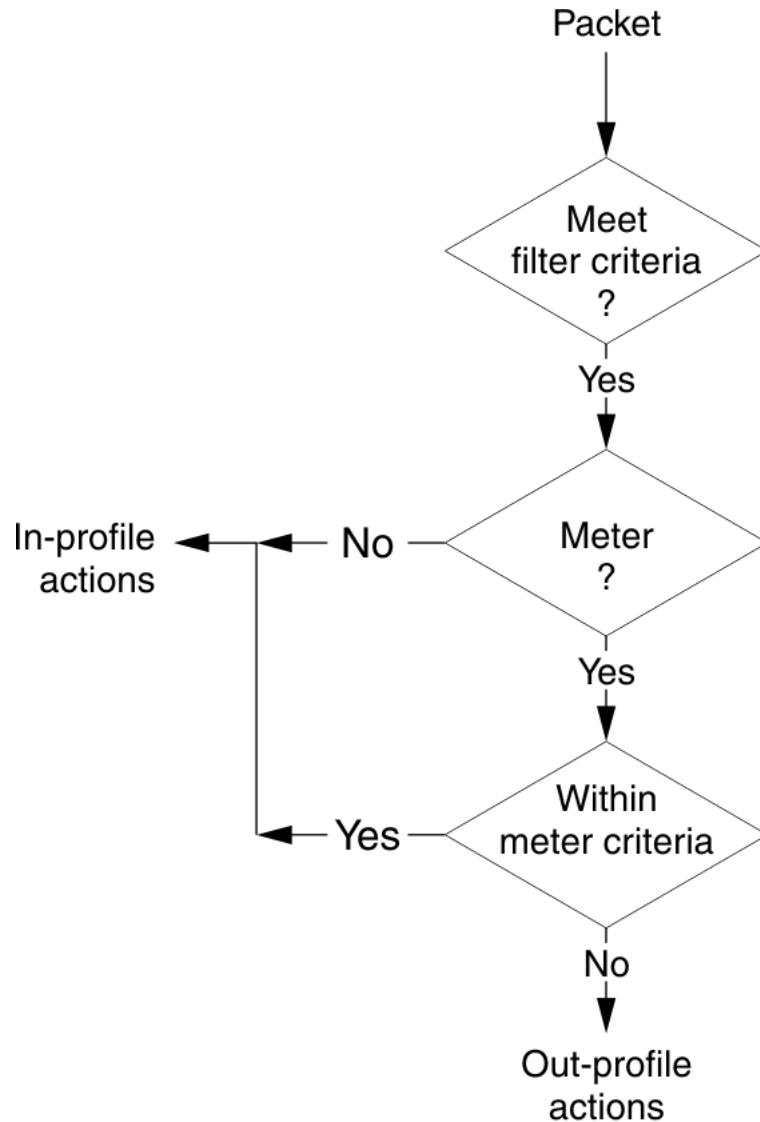 Packet
Meet
filter criteria
?
Yes
In-profile
actions
No
Meter
?
Yes
Within
meter criteria
Yes
No
Out-profile
actions